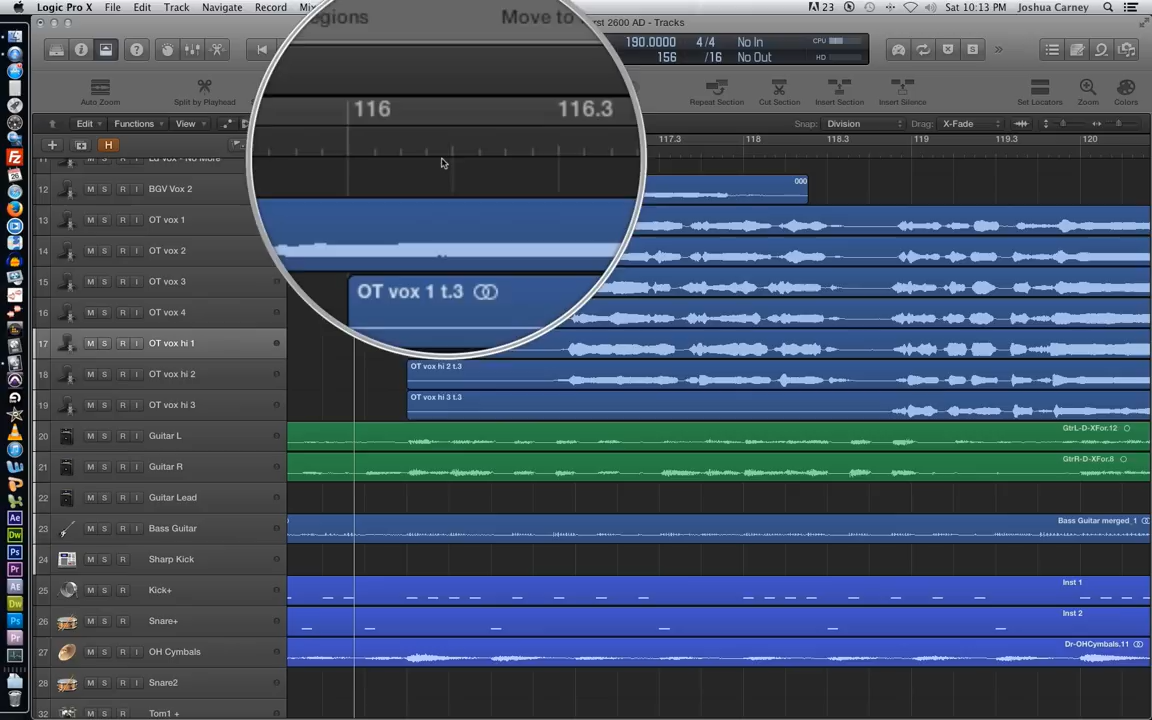 Logic Pro X File Edit Track Navigate Record
23 Sat 10:13 PM Joshua Carney
2600 AD - Tracks
190.0000 4/4 No In CPU
156 /16 No Out HD
egions Move to
Auto Zoom Split by Playhead Repeat Section Cut Section Insert Section Insert Silence Set Locators Zoom Colors
116 116.3
Edit Functions View Snap: Division Drag: X-Fade
H 117.3 118 118.3 119 119.3 120
12 BGV Vox 2 M S R I
13 OT vox 1 M S R I
14 OT vox 2 M S R I
15 OT vox 3 M S R I
OT vox 1 t.3
16 OT vox 4 M S R I
17 OT vox hi 1 M S R I
18 OT vox hi 2 M S R I OT vox hi 2 t.3
19 OT vox hi 3 M S R I OT vox hi 3 t.3
20 Guitar L M S R I GtrL-D-XFor.12
21 Guitar R M S R I GtrR-D-XFor.8
22 Guitar Lead M S R I
23 Bass Guitar M S R I Bass Guitar merged_1
24 Sharp Kick M S R
25 Kick+ M S R Inst 1
26 Snare+ M S R Inst 2
27 OH Cymbals M S R I Dr-OHCymbals.11
28 Snare2 M S R I
32 Tom1 + M S R